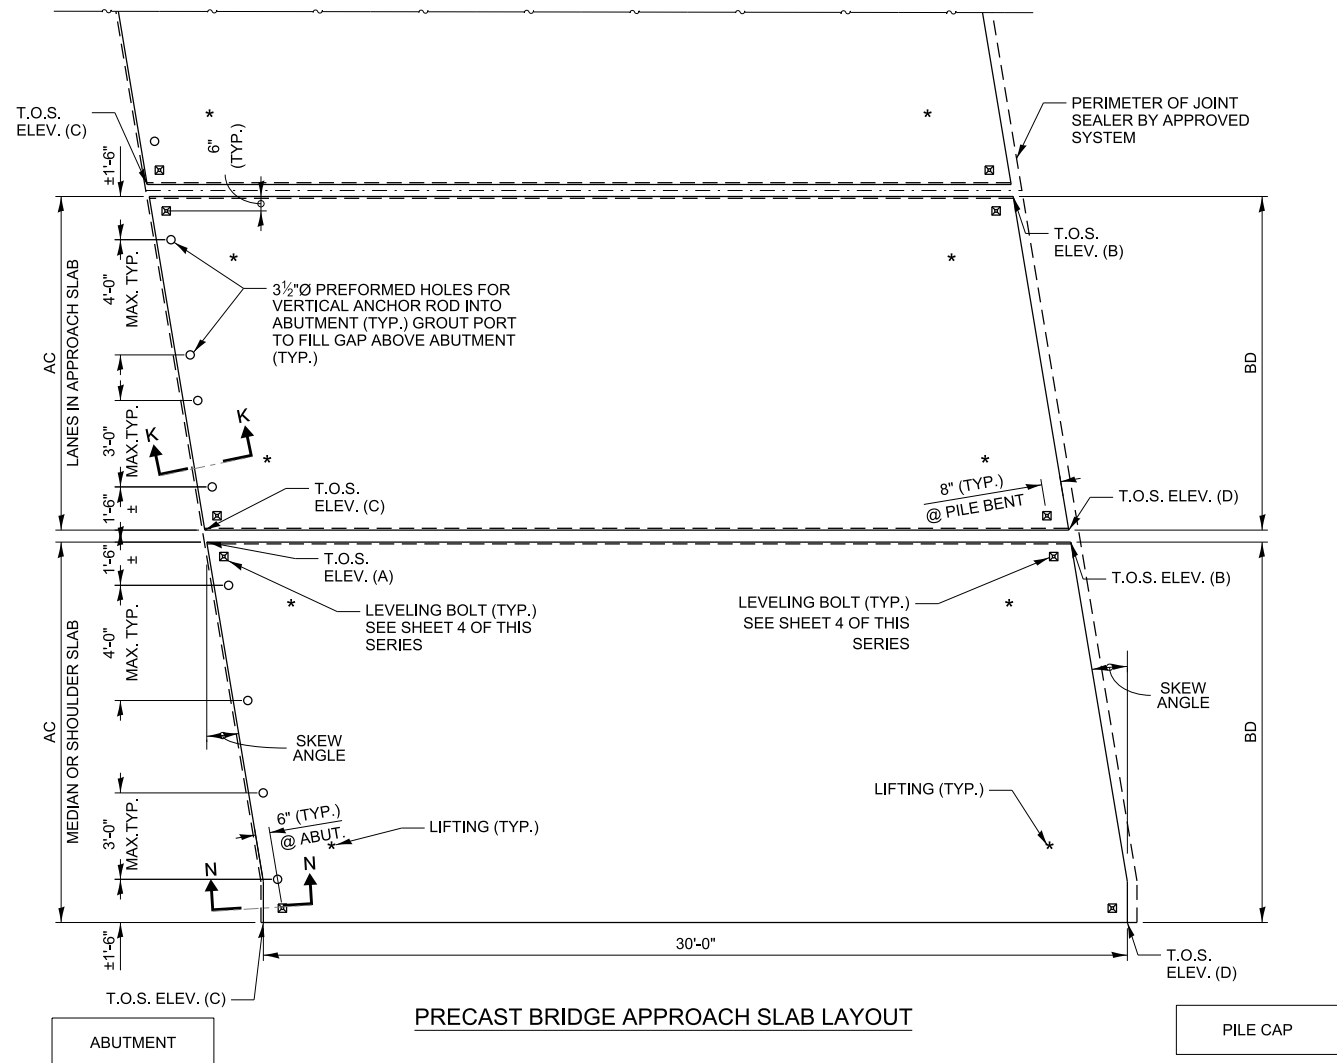 T.O.S.
ELEV. (C)
±1'-6"
6"
(TYP.)
*
*
PERIMETER OF JOINT
SEALER BY APPROVED
SYSTEM
T.O.S.
ELEV. (B)
*
*
4'-0"
MAX. TYP.
3½"Ø PREFORMED HOLES FOR
VERTICAL ANCHOR ROD INTO
ABUTMENT (TYP.) GROUT PORT
TO FILL GAP ABOVE ABUTMENT
(TYP.)
AC
LANES IN APPROACH SLAB
BD
3'-0"
MAX.TYP.
K
K
*
*
1'-6"
±
T.O.S.
ELEV. (C)
8" (TYP.)
@ PILE BENT
T.O.S. ELEV. (D)
1'-6"
±
T.O.S.
ELEV. (A)
T.O.S. ELEV. (B)
*
*
LEVELING BOLT (TYP.)
SEE SHEET 4 OF THIS
SERIES
LEVELING BOLT (TYP.)
SEE SHEET 4 OF THIS
SERIES
4'-0"
MAX. TYP.
AC
MEDIAN OR SHOULDER SLAB
SKEW
ANGLE
SKEW
ANGLE
BD
3'-0"
MAX.TYP.
6" (TYP.)
@ ABUT.
*
LIFTING (TYP.)
LIFTING (TYP.)
*
N
N
±1'-6"
30'-0"
T.O.S.
ELEV. (D)
T.O.S. ELEV. (C)
PRECAST BRIDGE APPROACH SLAB LAYOUT
ABUTMENT
PILE CAP